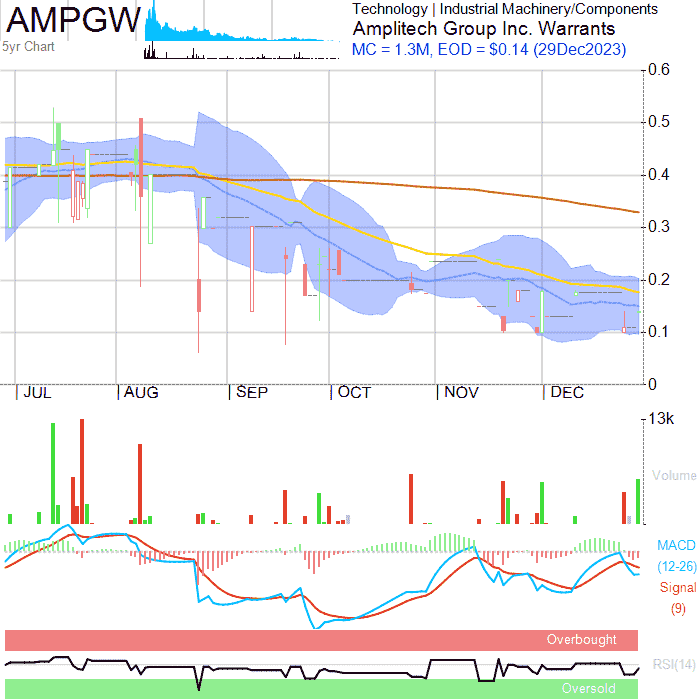 AMPGW
5yr Chart
Technology | Industrial Machinery/Components
Amplitech Group Inc. Warrants
MC = 1.3M, EOD = $0.14 (29Dec2023)
0.6
0.5
0.4
0.3
0.2
0.1
0
JUL AUG SEP OCT NOV DEC
13k
Volume
MACD
(12-26)
Signal
(9)
Overbought
RSI(14)
Oversold